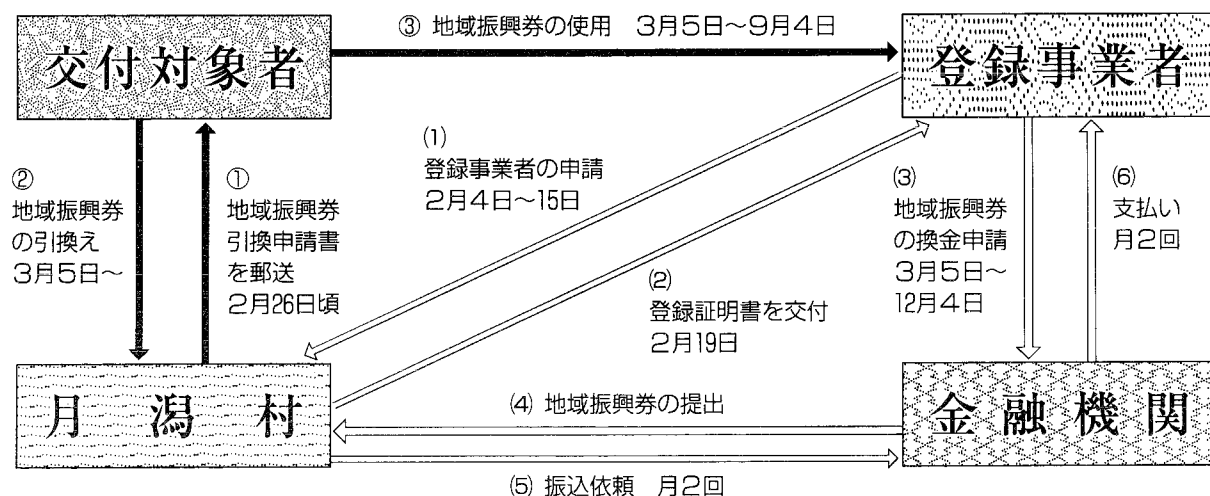 ③ 地域振興券の使用 3月5日〜9月4日
交付対象者
登録事業者
②
地域振興券
の引換え
3月5日〜
①
地域振興券
引換申請書
を郵送
2月26日頃
(1)
登録事業者の申請
2月4日〜15日
(2)
登録証明書を交付
2月19日
(3)
地域振興券
の換金申請
3月5日〜
12月4日
(6)
支払い
月2回
月潟村
(4) 地域振興券の提出
金融機関
(5) 振込依頼 月2回